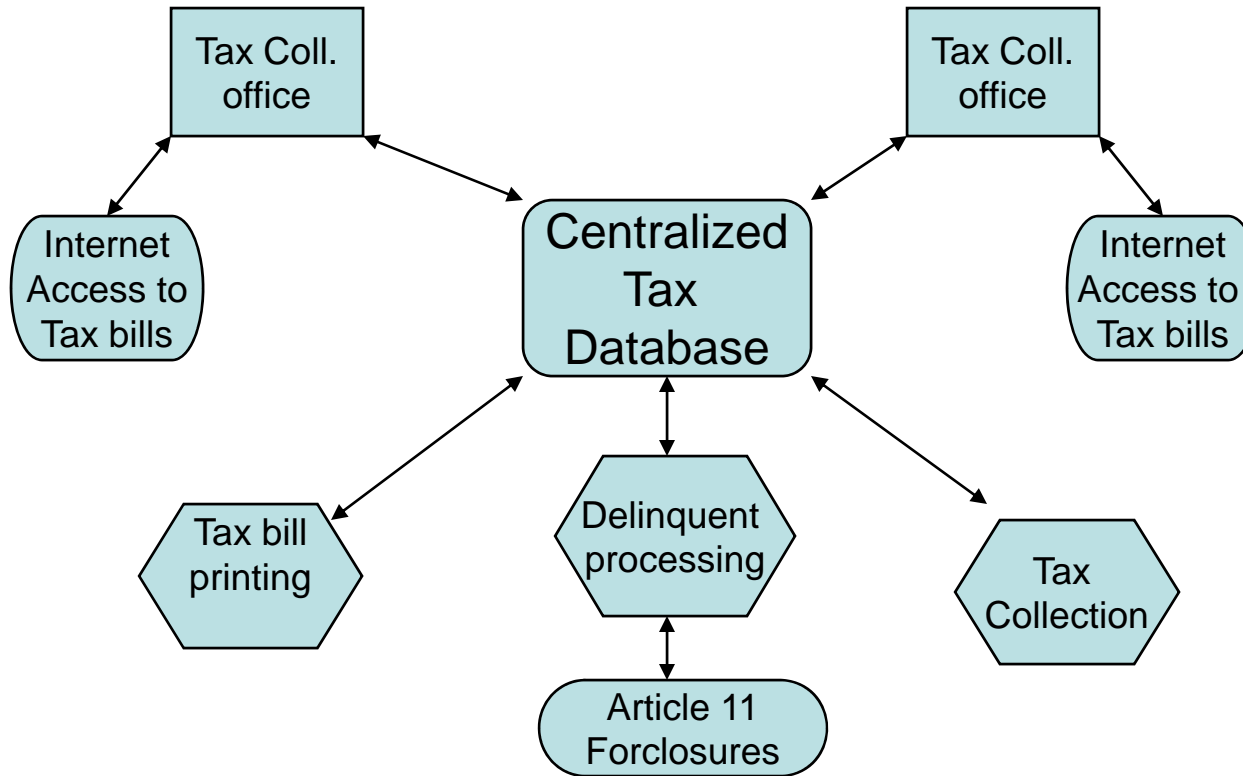 Tax Coll.
office
Tax Coll.
office
Internet
Access to
Tax bills
Centralized
Tax
Database
Internet
Access to
Tax bills
Tax bill
printing
Delinquent
processing
Tax
Collection
Article 11
Forclosures